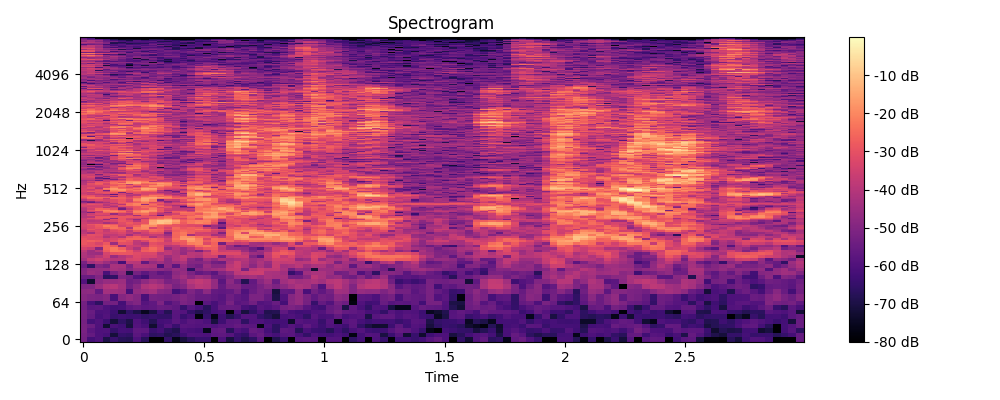 Spectrogram
Hz
4096
2048
1024
512
256
128
64
0
0
0.5
1
1.5
2
2.5
Time
-10 dB
-20 dB
-30 dB
-40 dB
-50 dB
-60 dB
-70 dB
-80 dB